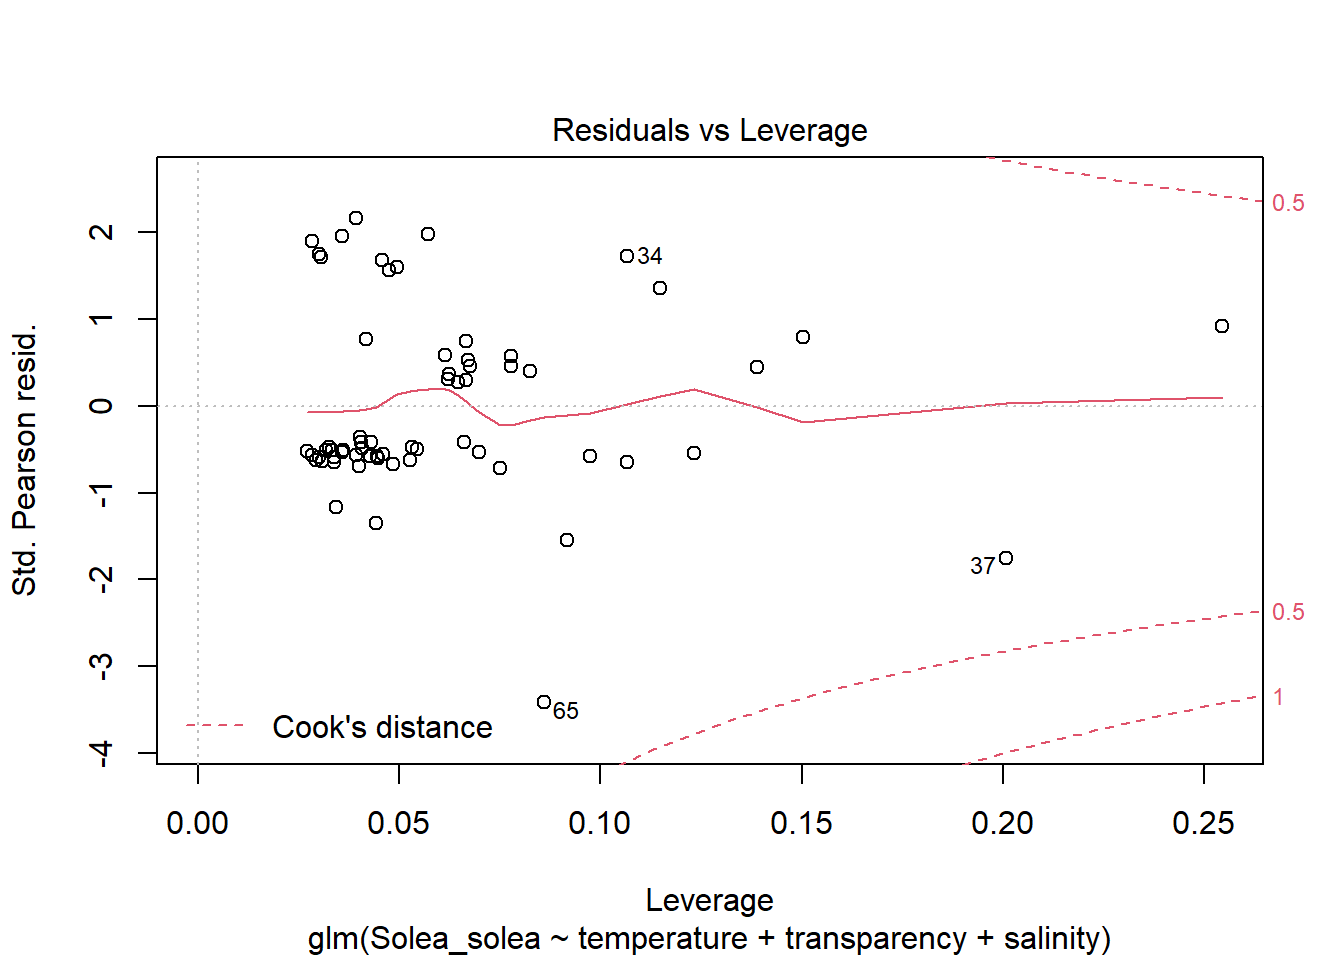 Residuals vs Leverage
Std. Pearson resid.
2
1
0
-1
-2
-3
-4
34
37
65
0.5
0.5
1
Cook's distance
0.00 0.05 0.10 0.15 0.20 0.25
Leverage
glm(Solea_solea ~ temperature + transparency + salinity)